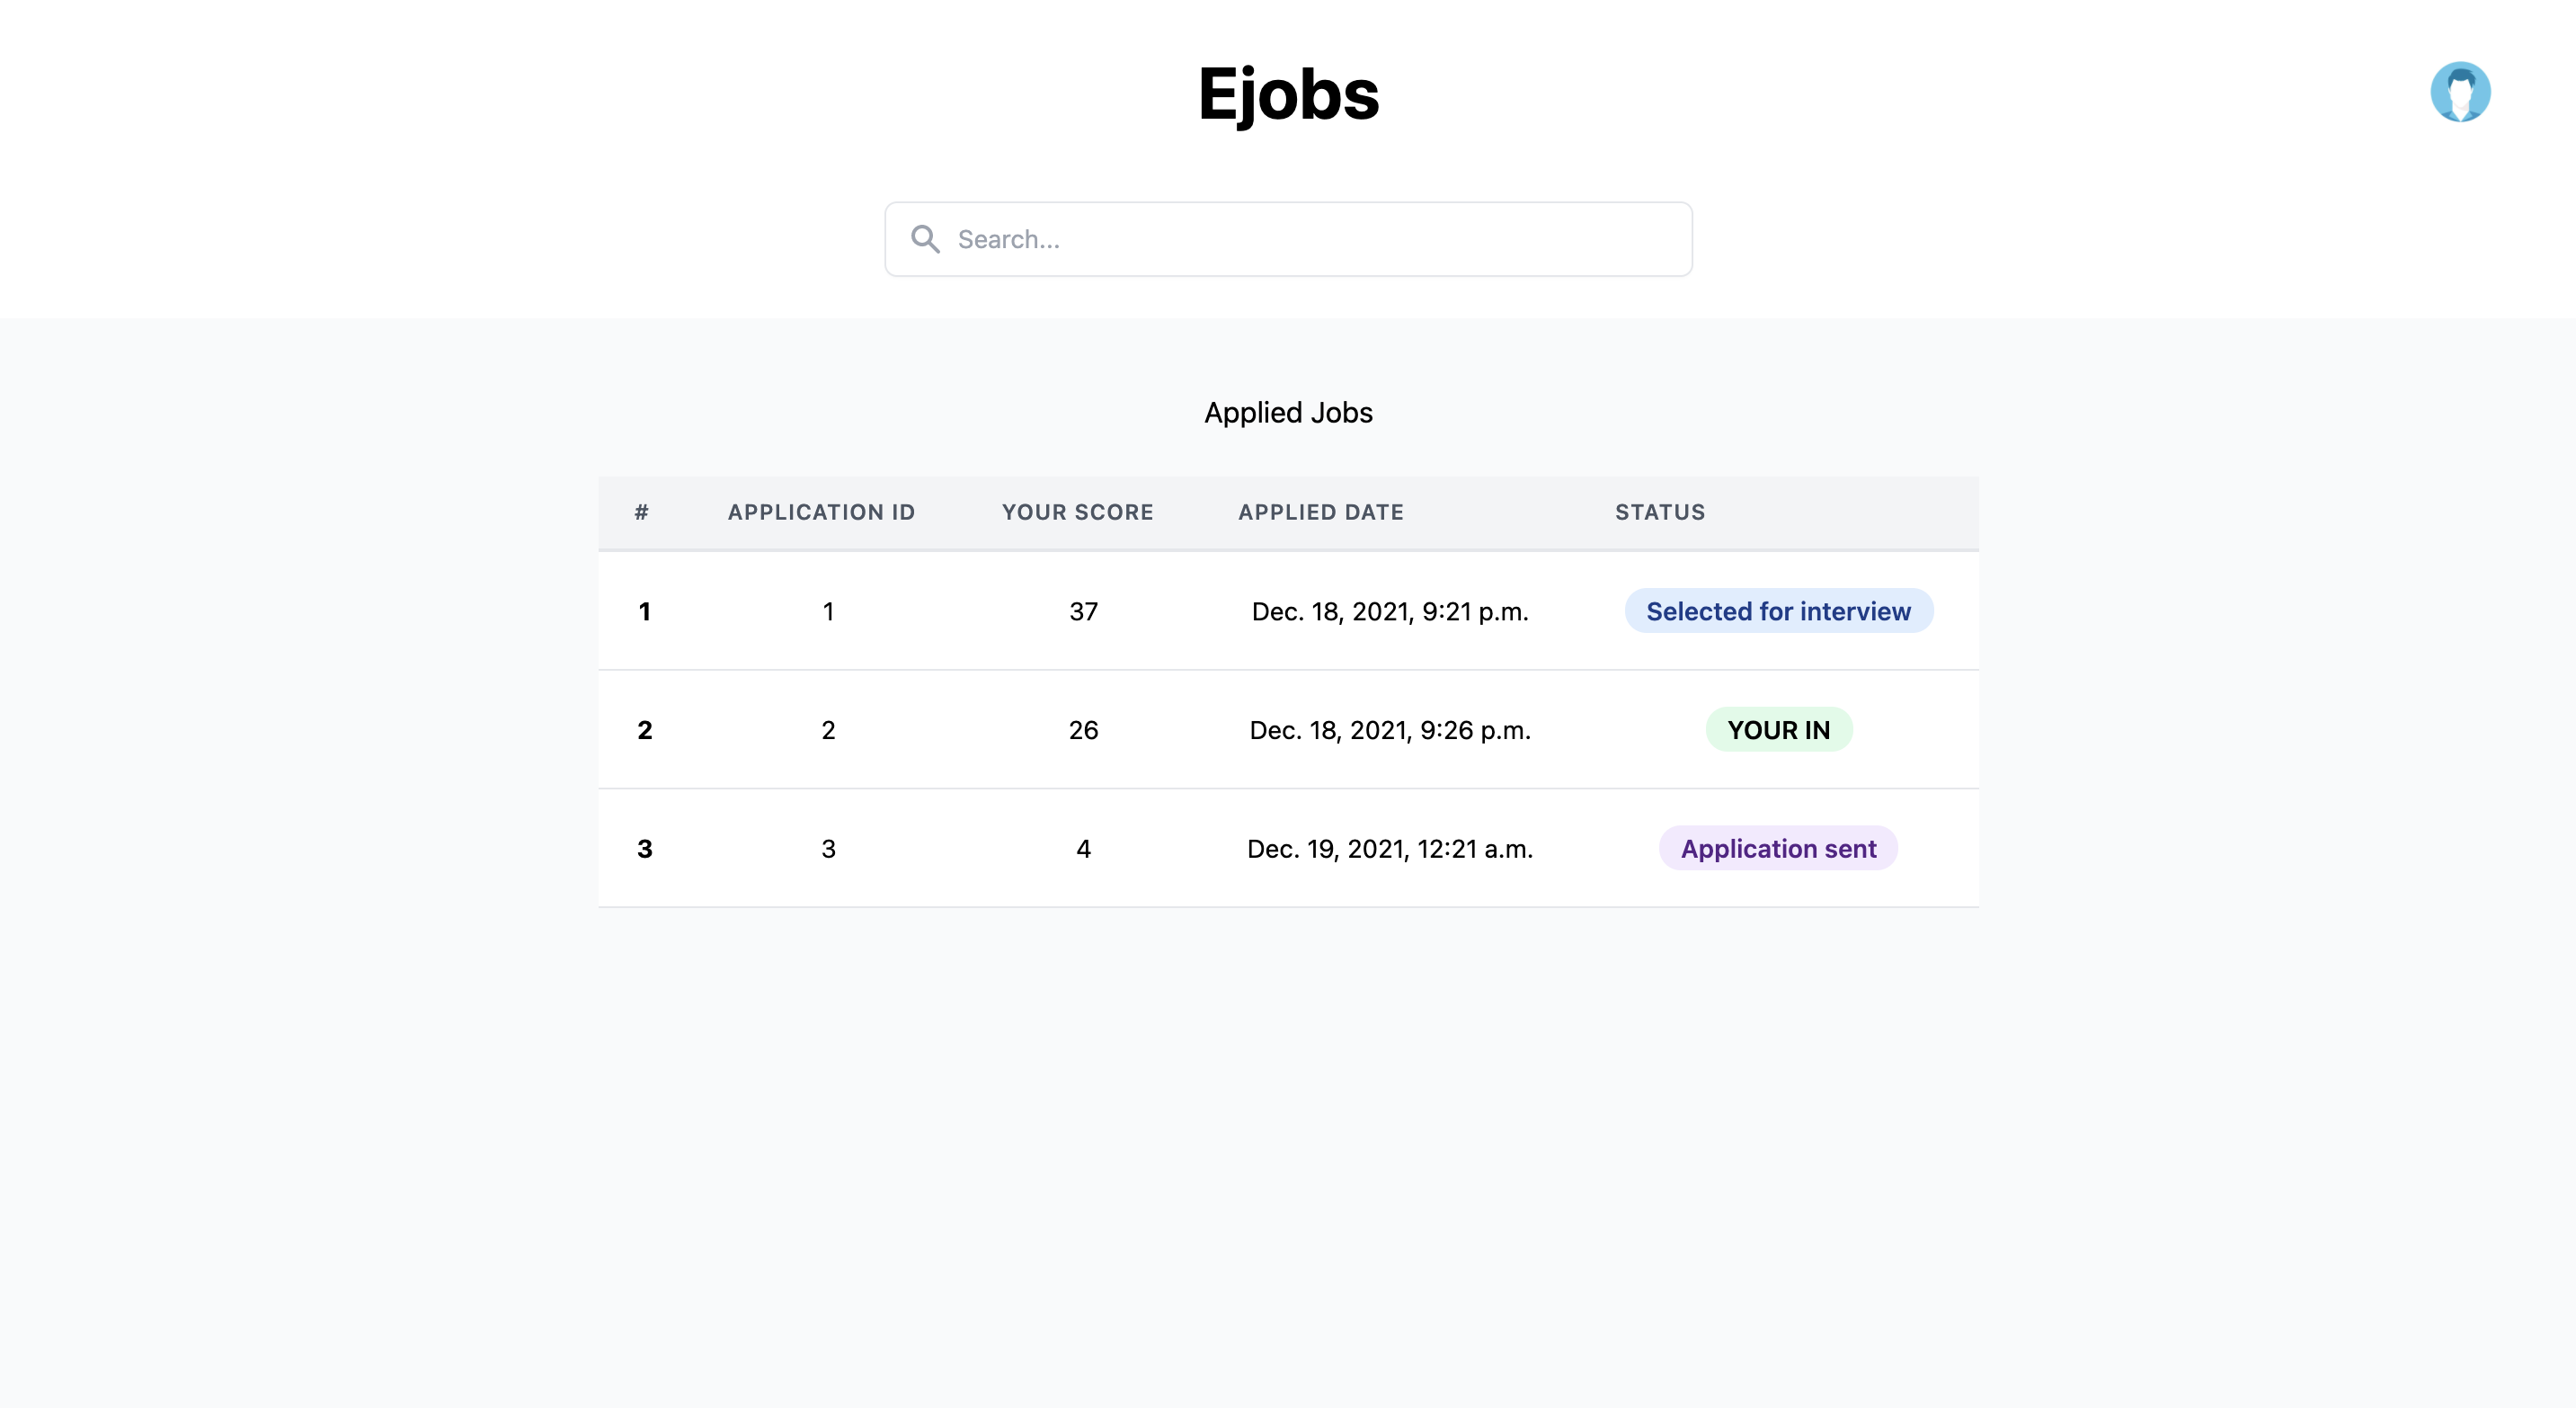 Ejobs
Search...
Applied Jobs
# APPLICATION ID YOUR SCORE APPLIED DATE STATUS
1 1 37 Dec. 18, 2021, 9:21 p.m. Selected for interview
2 2 26 Dec. 18, 2021, 9:26 p.m. YOUR IN
3 3 4 Dec. 19, 2021, 12:21 a.m. Application sent